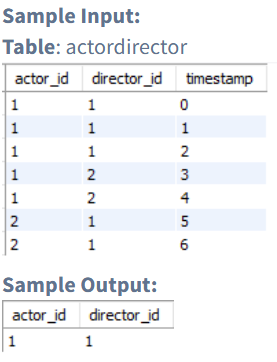 Sample Input:
Table: actordirector
actor_id director_id timestamp
1 1 0
1 1 1
1 1 2
1 2 3
1 2 4
2 1 5
2 1 6
Sample Output:
actor_id director_id
1 1